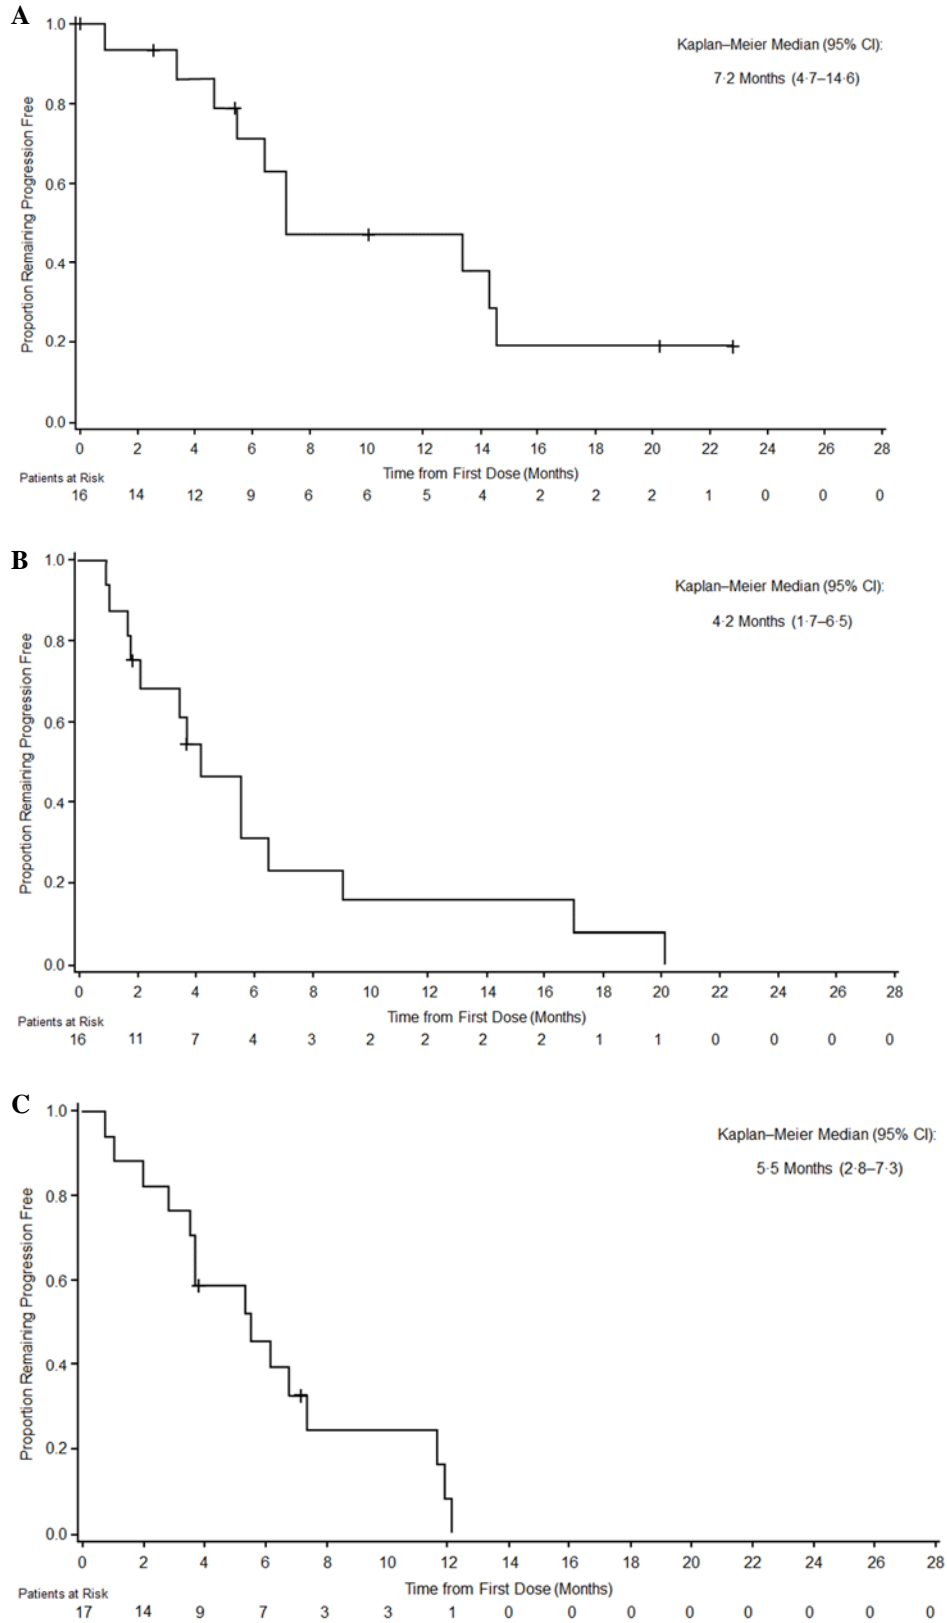 A
Kaplan–Meier Median (95% CI):
7·2 Months (4·7–14·6)
Proportion Remaining Progression Free
1.0
0.8
0.6
0.4
0.2
0.0
0 2 4 6 8 10 12 14 16 18 20 22 24 26 28
Time from First Dose (Months)
Patients at Risk
16 14 12 9 6 6 5 4 2 2 2 1 0 0 0
B
Kaplan–Meier Median (95% CI):
4·2 Months (1·7–6·5)
Proportion Remaining Progression Free
1.0
0.8
0.6
0.4
0.2
0.0
0 2 4 6 8 10 12 14 16 18 20 22 24 26 28
Time from First Dose (Months)
Patients at Risk
16 11 7 4 3 2 2 2 2 1 1 0 0 0 0
C
Kaplan–Meier Median (95% CI):
5·5 Months (2·8–7·3)
Proportion Remaining Progression Free
1.0
0.8
0.6
0.4
0.2
0.0
0 2 4 6 8 10 12 14 16 18 20 22 24 26 28
Time from First Dose (Months)
Patients at Risk
17 14 9 7 3 3 1 0 0 0 0 0 0 0 0